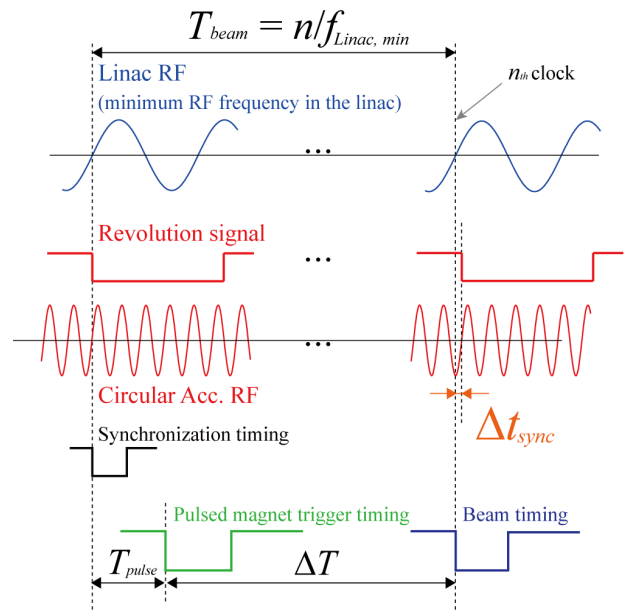 T_beam = n/f_Linac, min
Linac RF
(minimum RF frequency in the linac)
n_th clock
...
Revolution signal
...
...
Circular Acc. RF
Δt_sync
Synchronization timing
Pulsed magnet trigger timing
Beam timing
T_pulse
ΔT